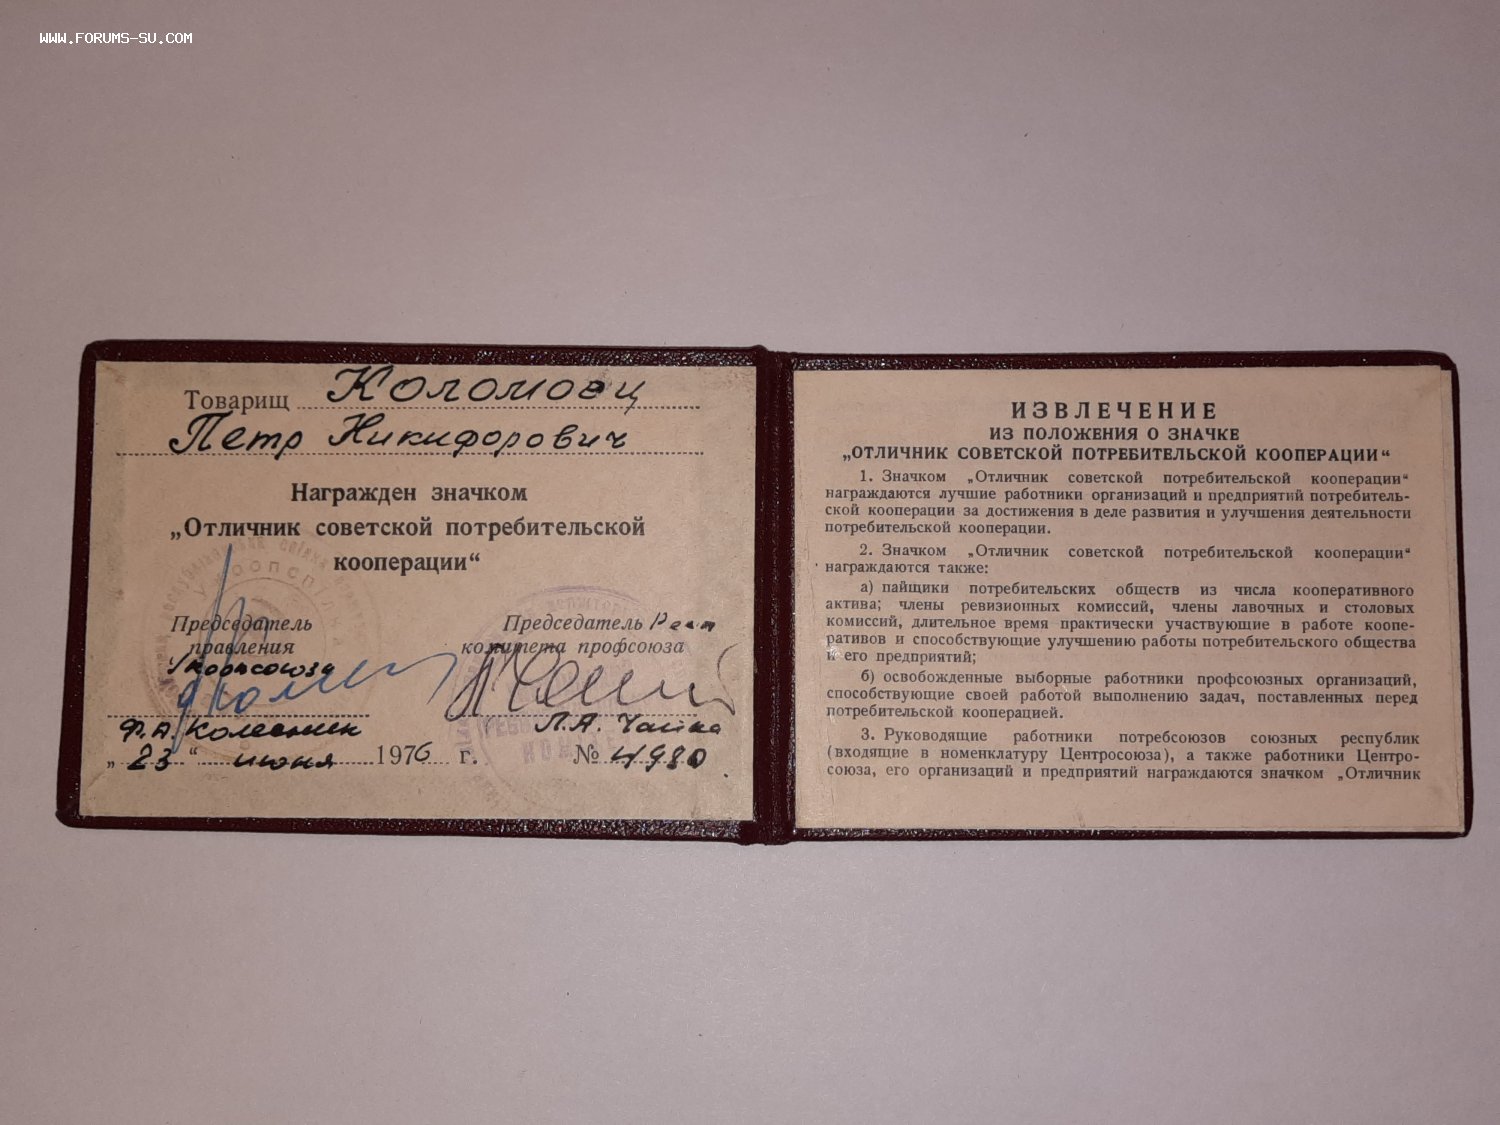 WWW.FORUMS-SU.COM
Товарищ Коломоец
Петр Никифорович
Награжден значком
„Отличник советской потребительской
кооперации“
Председатель
правления
Укоопсоюза
Ф.А. Колесник
Председатель Респ
комитета профсоюза
Л.А. Чайка
„ 23 “ июня 1976 г. № 4980
УКООПСПІЛКА
ИЗВЛЕЧЕНИЕ
ИЗ ПОЛОЖЕНИЯ О ЗНАЧКЕ
„ОТЛИЧНИК СОВЕТСКОЙ ПОТРЕБИТЕЛЬСКОЙ КООПЕРАЦИИ“
1. Значком „Отличник советской потребительской кооперации“
награждаются лучшие работники организаций и предприятий потребитель-
ской кооперации за достижения в деле развития и улучшения деятельности
потребительской кооперации.
2. Значком „Отличник советской потребительской кооперации“
награждаются также:
а) пайщики потребительских обществ из числа кооперативного
актива; члены ревизионных комиссий, члены лавочных и столовых
комиссий, длительное время практически участвующие в работе коопе-
ративов и способствующие улучшению работы потребительского общества
и его предприятий;
б) освобожденные выборные работники профсоюзных организаций,
способствующие своей работой выполнению задач, поставленных перед
потребительской кооперацией.
3. Руководящие работники потребсоюзов союзных республик
(входящие в номенклатуру Центросоюза), а также работники Центро-
союза, его организаций и предприятий награждаются значком „Отличник